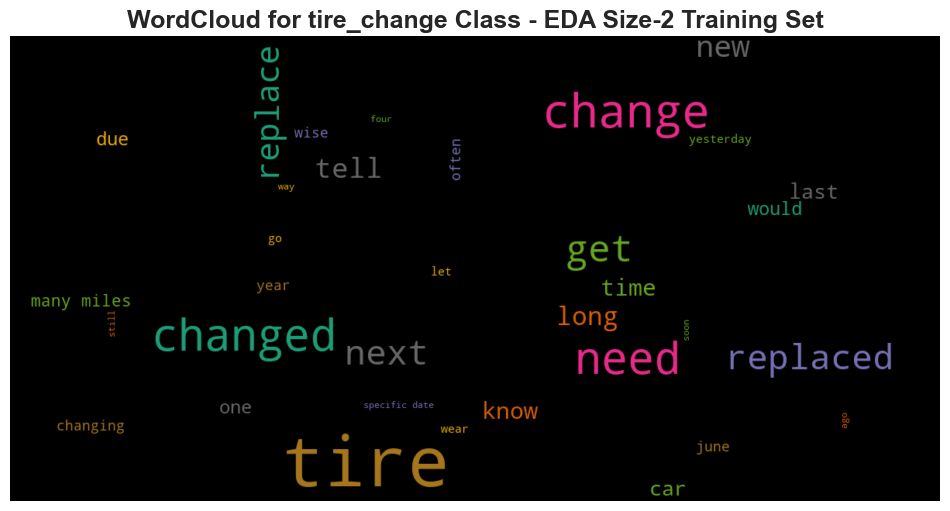 WordCloud for tire_change Class - EDA Size-2 Training Set
new
replace
change
four
wise
due
yesterday
often
tell
way
last
would
go
get
let
year
time
many miles
still
long
soon
changed
next
need
replaced
specific date
one
know
ago
changing
wear
tire
june
car